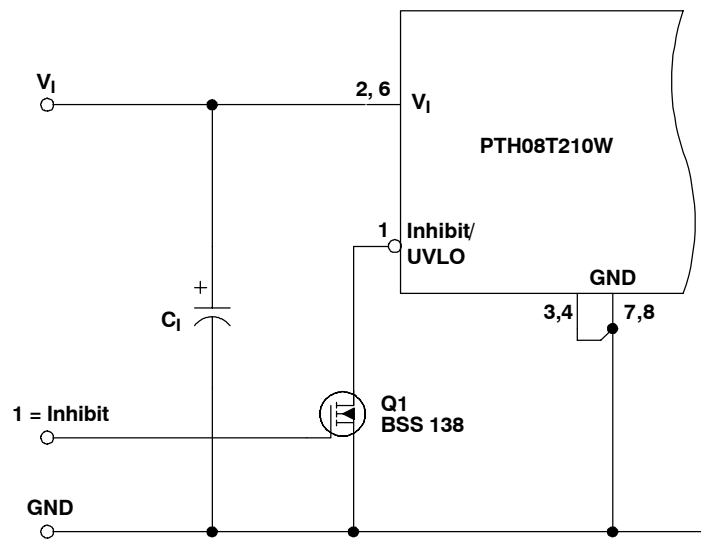 V_I
2, 6
V_I
PTH08T210W
1
Inhibit/
UVLO
GND
3,4
7,8
+
C_I
Q1
BSS 138
1 = Inhibit
GND